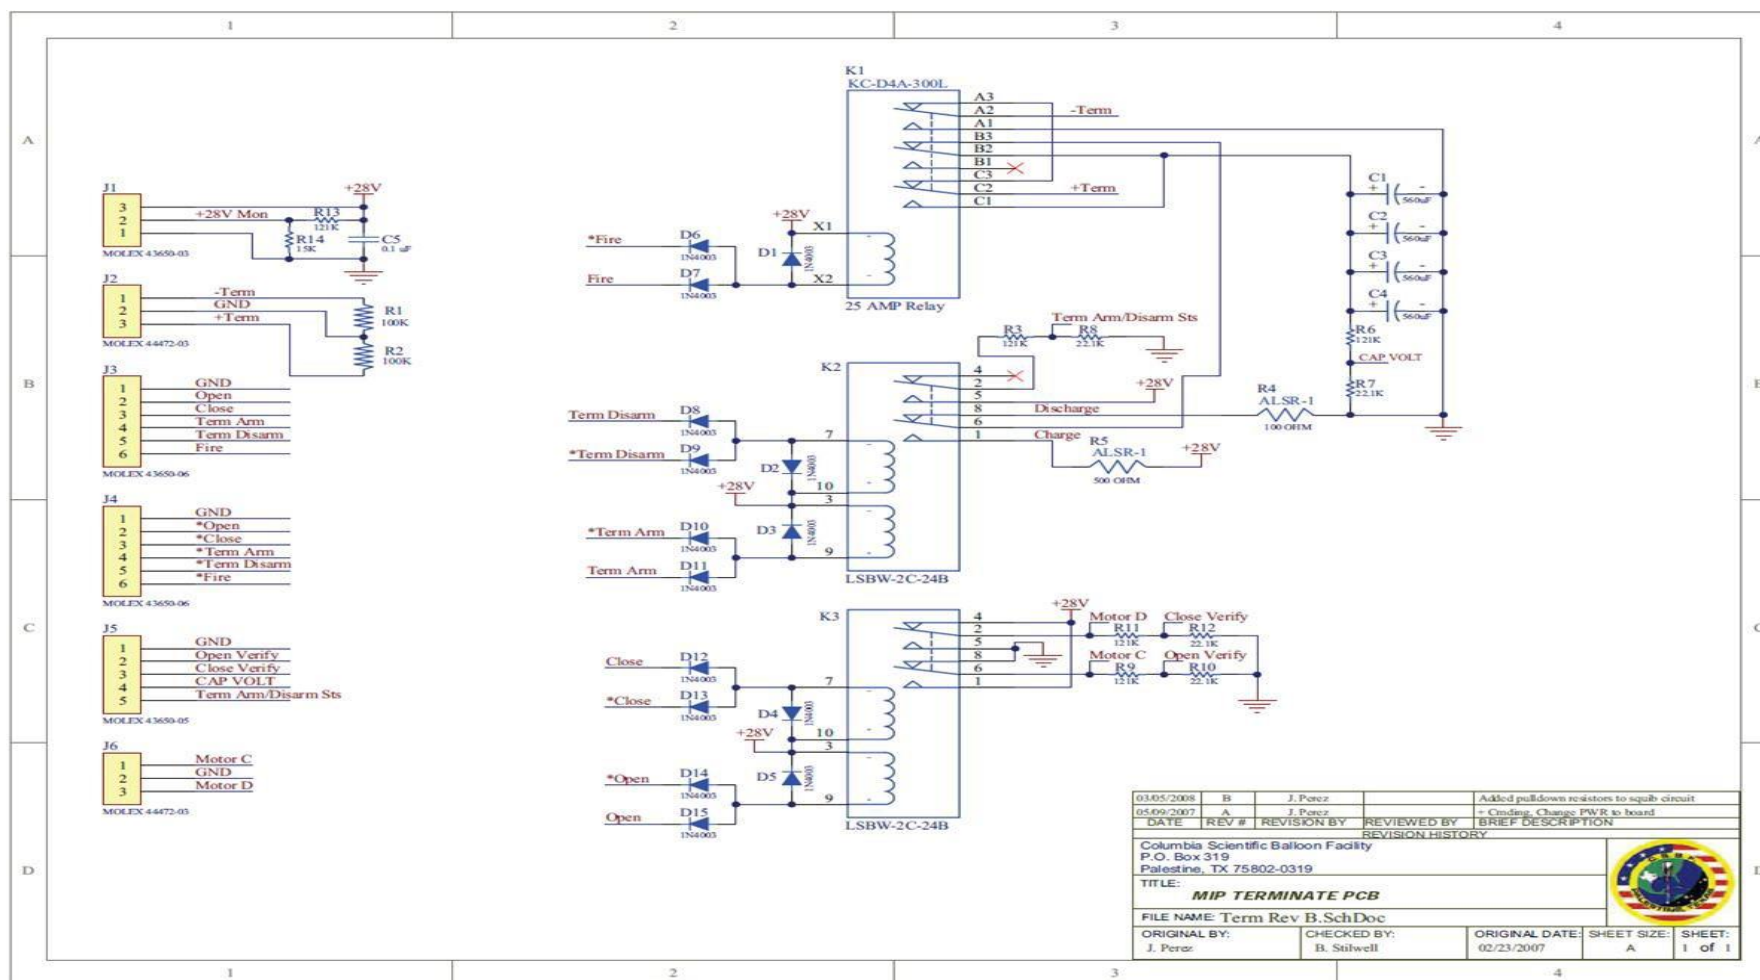 1 2 3 4
A
B
C
D
J1
3
2
1
+28V Mon
+28V
R13
121K
R14
15K
C5
0.1 uF
MOLEX 43650-03
J2
1
2
3
-Term
GND
+Term
R1
100K
R2
100K
MOLEX 44472-03
J3
1 GND
2 Open
3 Close
4 Term Arm
5 Term Disarm
6 Fire
MOLEX 43650-06
J4
1 GND
2 *Open
3 *Close
4 *Term Arm
5 *Term Disarm
6 *Fire
MOLEX 43650-06
J5
1 GND
2 Open Verify
3 Close Verify
4 CAP VOLT
5 Term Arm/Disarm Sts
MOLEX 43650-05
J6
1 Motor C
2 GND
3 Motor D
MOLEX 44472-03
K1
KC-D4A-300L
A3
A2
A1
B3
B2
B1
C3
C2
C1
-Term
+Term
+28V
X1
X2
*Fire
D6
1N4003
Fire
D7
1N4003
D1
1N4003
25 AMP Relay
C1
+ -
560uF
C2
+ -
560uF
C3
+ -
560uF
C4
+ -
560uF
R6
121K
CAP VOLT
R7
22.1K
R3
121K
Term Arm/Disarm Sts
R8
22.1K
K2
4
2
5
8
6
1
+28V
Discharge
Charge
R4
ALSR-1
100 OHM
R5
ALSR-1
500 OHM
+28V
Term Disarm
D8
1N4003
*Term Disarm
D9
1N4003
D2
1N4003
+28V
7
10
3
9
D3
1N4003
*Term Arm
D10
1N4003
Term Arm
D11
1N4003
LSBW-2C-24B
K3
4
2
5
8
6
1
+28V
Motor D
R11
121K
Close Verify
R12
22.1K
Motor C
R9
121K
Open Verify
R10
22.1K
Close
D12
1N4003
*Close
D13
1N4003
D4
1N4003
+28V
7
10
3
9
D5
1N4003
*Open
D14
1N4003
Open
D15
1N4003
LSBW-2C-24B
03/05/2008 B J. Perez Added pulldown resistors to squib circuit
05/09/2007 A J. Perez + Cmding, Change PWR to board
DATE REV # REVISION BY REVIEWED BY BRIEF DESCRIPTION
REVISION HISTORY
Columbia Scientific Balloon Facility
P.O. Box 319
Palestine, TX 75802-0319
TITLE:
MIP TERMINATE PCB
FILE NAME: Term Rev B.SchDoc
ORIGINAL BY: CHECKED BY: ORIGINAL DATE: SHEET SIZE: SHEET:
J. Perez B. Stilwell 02/23/2007 A 1 of 1
1 2 3 4